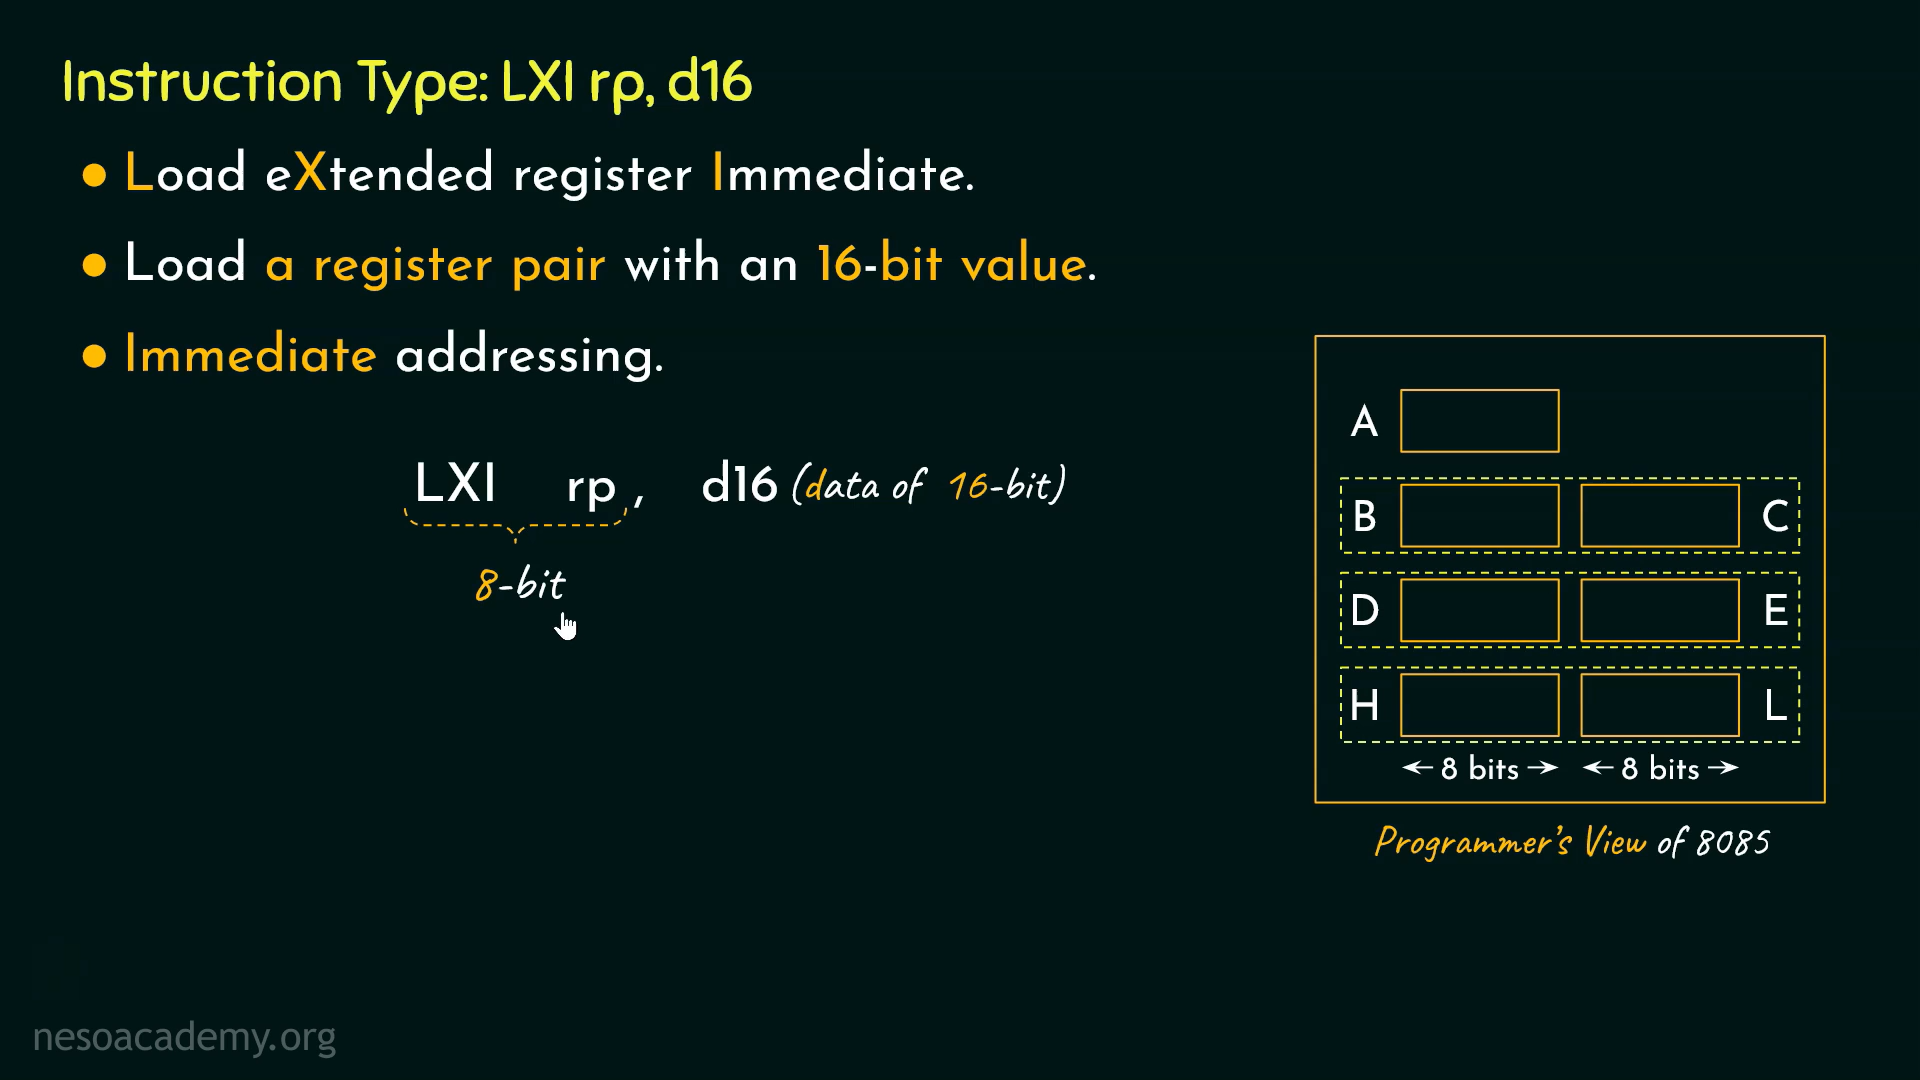 Instruction Type: LXI rp, d16
● Load eXtended register Immediate.
● Load a register pair with an 16-bit value.
● Immediate addressing.
LXI rp, d16 (data of 16-bit)
8-bit
A
B C
D E
H L
← 8 bits → ← 8 bits →
Programmer's View of 8085
nesoacademy.org